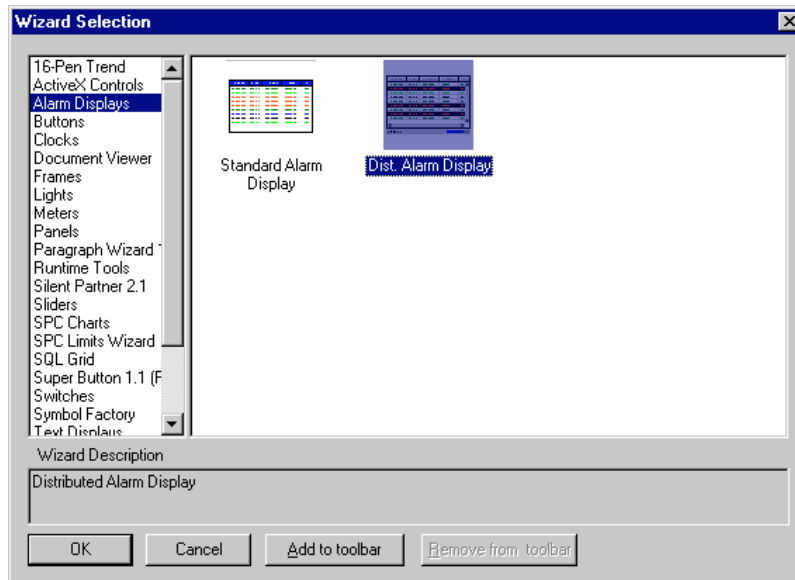 Wizard Selection
16-Pen Trend
ActiveX Controls
Alarm Displays
Buttons
Clocks
Document Viewer
Frames
Lights
Meters
Panels
Paragraph Wizard
Runtime Tools
Silent Partner 2.1
Sliders
SPC Charts
SPC Limits Wizard
SQL Grid
Super Button 1.1 (F
Switches
Symbol Factory
Text Displays
Standard Alarm
Display
Dist. Alarm Display
Wizard Description
Distributed Alarm Display
OK
Cancel
Add to toolbar
Remove from toolbar